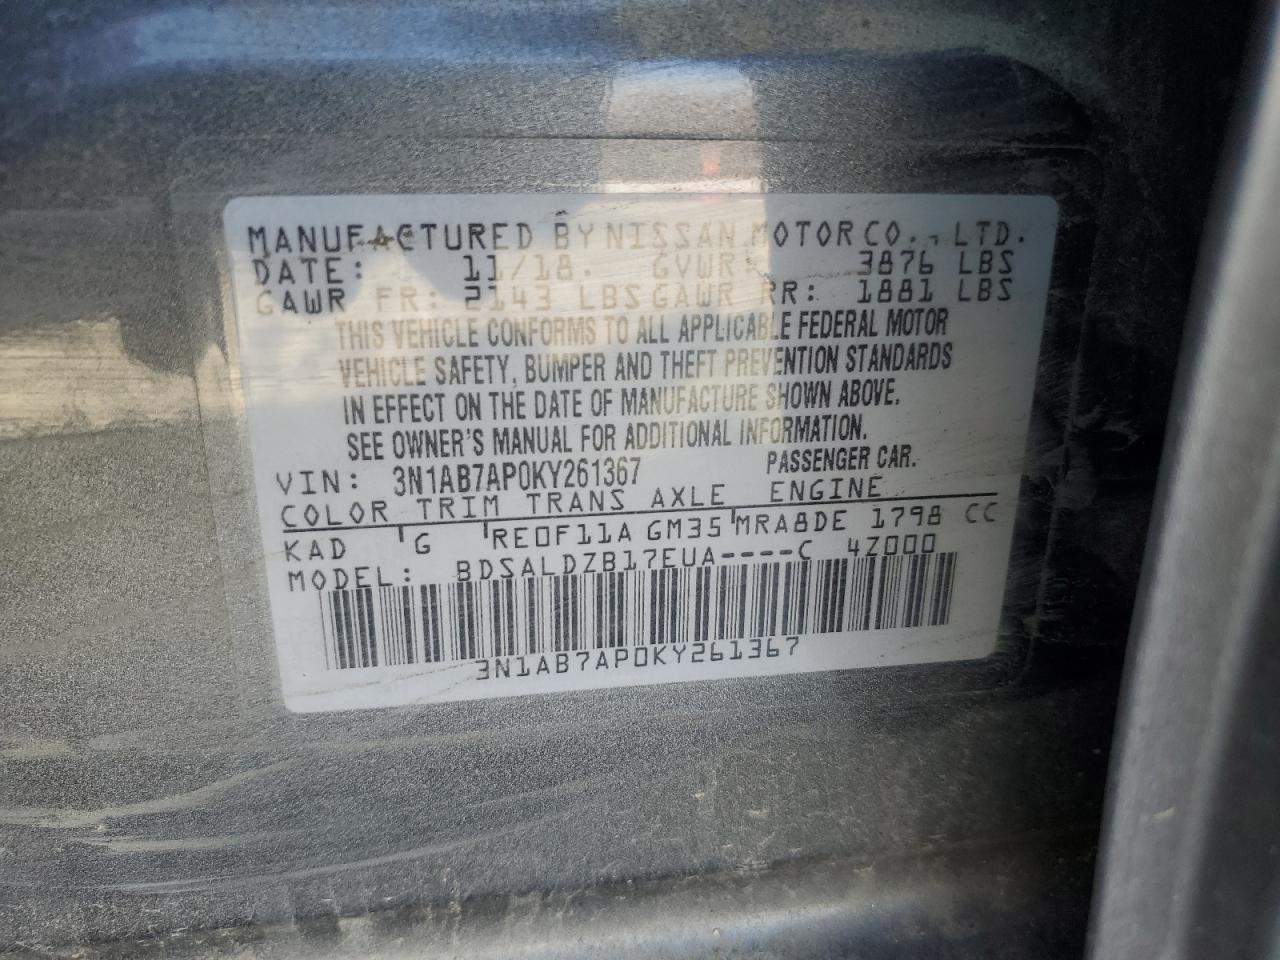 MANUFACTURED BY NISSAN MOTOR CO., LTD.
DATE: 11/18. GVWR: 3876 LBS
GAWR FR: 2143 LBS GAWR RR: 1881 LBS
THIS VEHICLE CONFORMS TO ALL APPLICABLE FEDERAL MOTOR
VEHICLE SAFETY, BUMPER AND THEFT PREVENTION STANDARDS
IN EFFECT ON THE DATE OF MANUFACTURE SHOWN ABOVE.
SEE OWNER'S MANUAL FOR ADDITIONAL INFORMATION.
VIN: 3N1AB7AP0KY261367 PASSENGER CAR.
COLOR TRIM TRANS AXLE ENGINE
KAD G RE0F11A GM35 MRA8DE 1798 CC
MODEL: BDSALDZB17EUA----C 4Z000
3N1AB7AP0KY261367